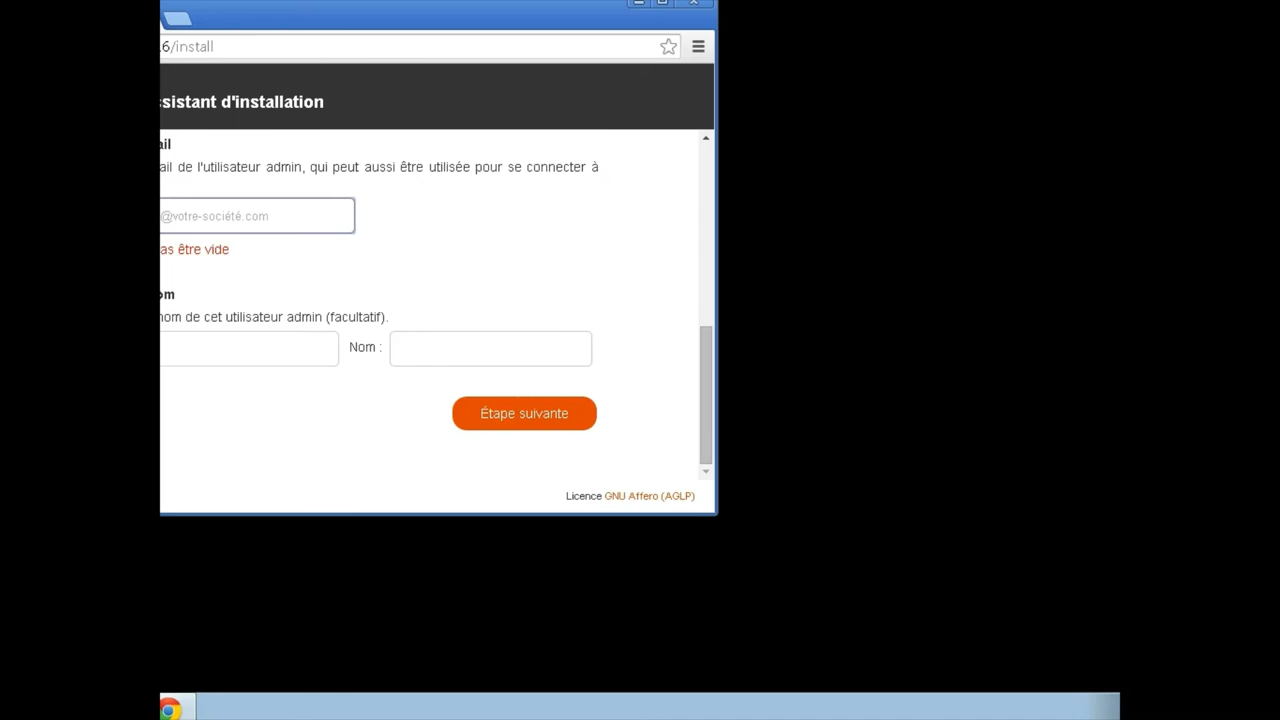 6/install
sistant d'installation
ail
ail de l'utilisateur admin, qui peut aussi être utilisée pour se connecter à
@votre-société.com
as être vide
om
nom de cet utilisateur admin (facultatif).
Nom :
Étape suivante
Licence GNU Affero (AGLP)